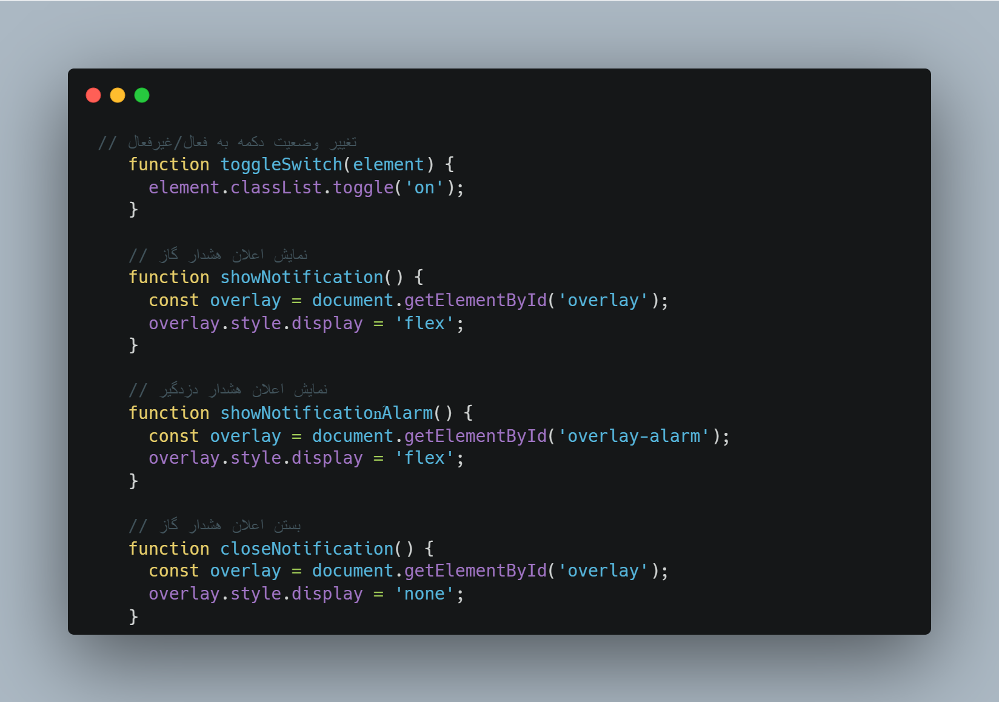 // تغییر وضعیت دکمه به فعال/غیرفعال
function toggleSwitch(element) {
element.classList.toggle('on');
}
// نمایش اعلان هشدار گاز
function showNotification() {
const overlay = document.getElementById('overlay');
overlay.style.display = 'flex';
}
// نمایش اعلان هشدار دزدگیر
function showNotificationَAlarm() {
const overlay = document.getElementById('overlay-alarm');
overlay.style.display = 'flex';
}
// بستن اعلان هشدار گاز
function closeNotification() {
const overlay = document.getElementById('overlay');
overlay.style.display = 'none';
}